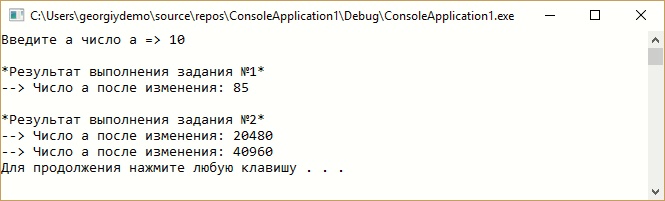 C:\Users\georgiydemo\source\repos\ConsoleApplication1\Debug\ConsoleApplication1.exe
Введите а число а => 10
*Результат выполнения задания №1*
--> Число а после изменения: 85
*Результат выполнения задания №2*
--> Число а после изменения: 20480
--> Число а после изменения: 40960
Для продолжения нажмите любую клавишу . . .